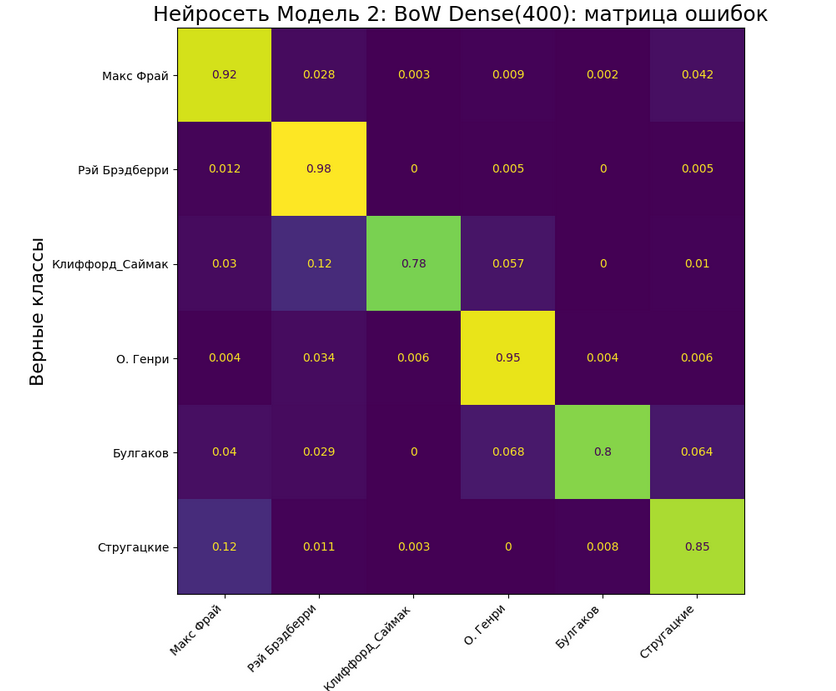 Нейросеть Модель 2: BoW Dense(400): матрица ошибок
Верные классы
Макс Фрай 0.92 0.028 0.003 0.009 0.002 0.042
Рэй Брэдберри 0.012 0.98 0 0.005 0 0.005
Клиффорд_Саймак 0.03 0.12 0.78 0.057 0 0.01
О. Генри 0.004 0.034 0.006 0.95 0.004 0.006
Булгаков 0.04 0.029 0 0.068 0.8 0.064
Стругацкие 0.12 0.011 0.003 0 0.008 0.85
Макс Фрай Рэй Брэдберри Клиффорд_Саймак О. Генри Булгаков Стругацкие